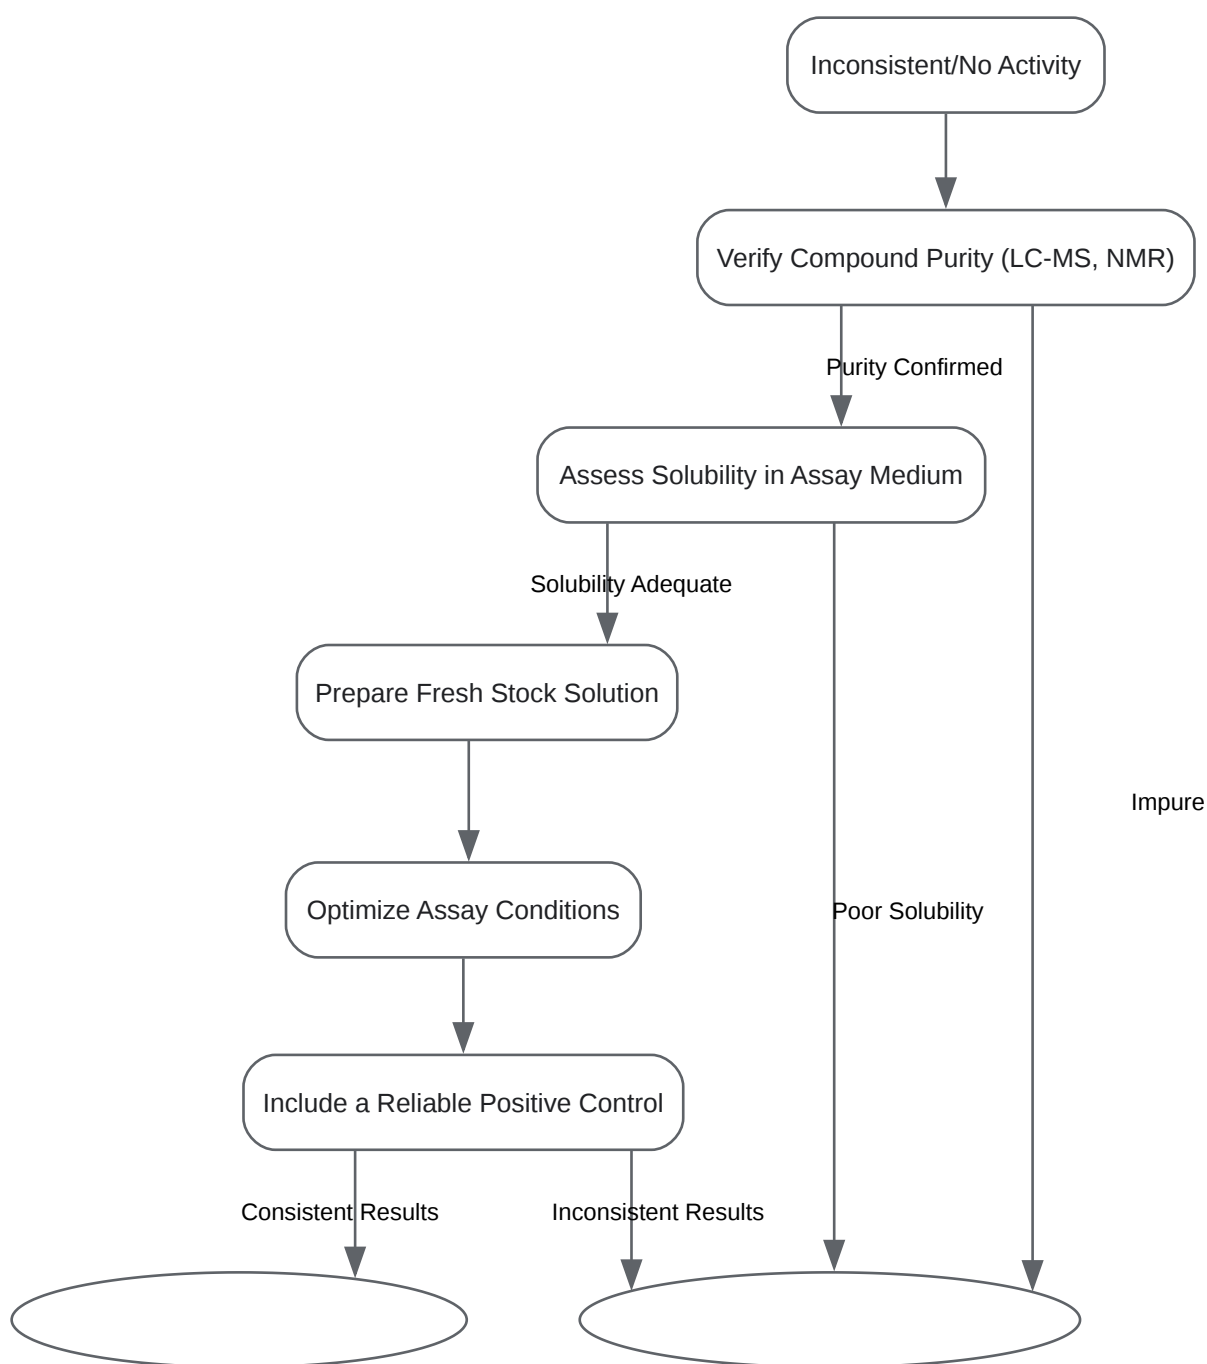 Inconsistent/No Activity
Verify Compound Purity (LC-MS, NMR)
Purity Confirmed
Assess Solubility in Assay Medium
Solubility Adequate
Prepare Fresh Stock Solution
Impure
Optimize Assay Conditions
Poor Solubility
Include a Reliable Positive Control
Consistent Results
Inconsistent Results